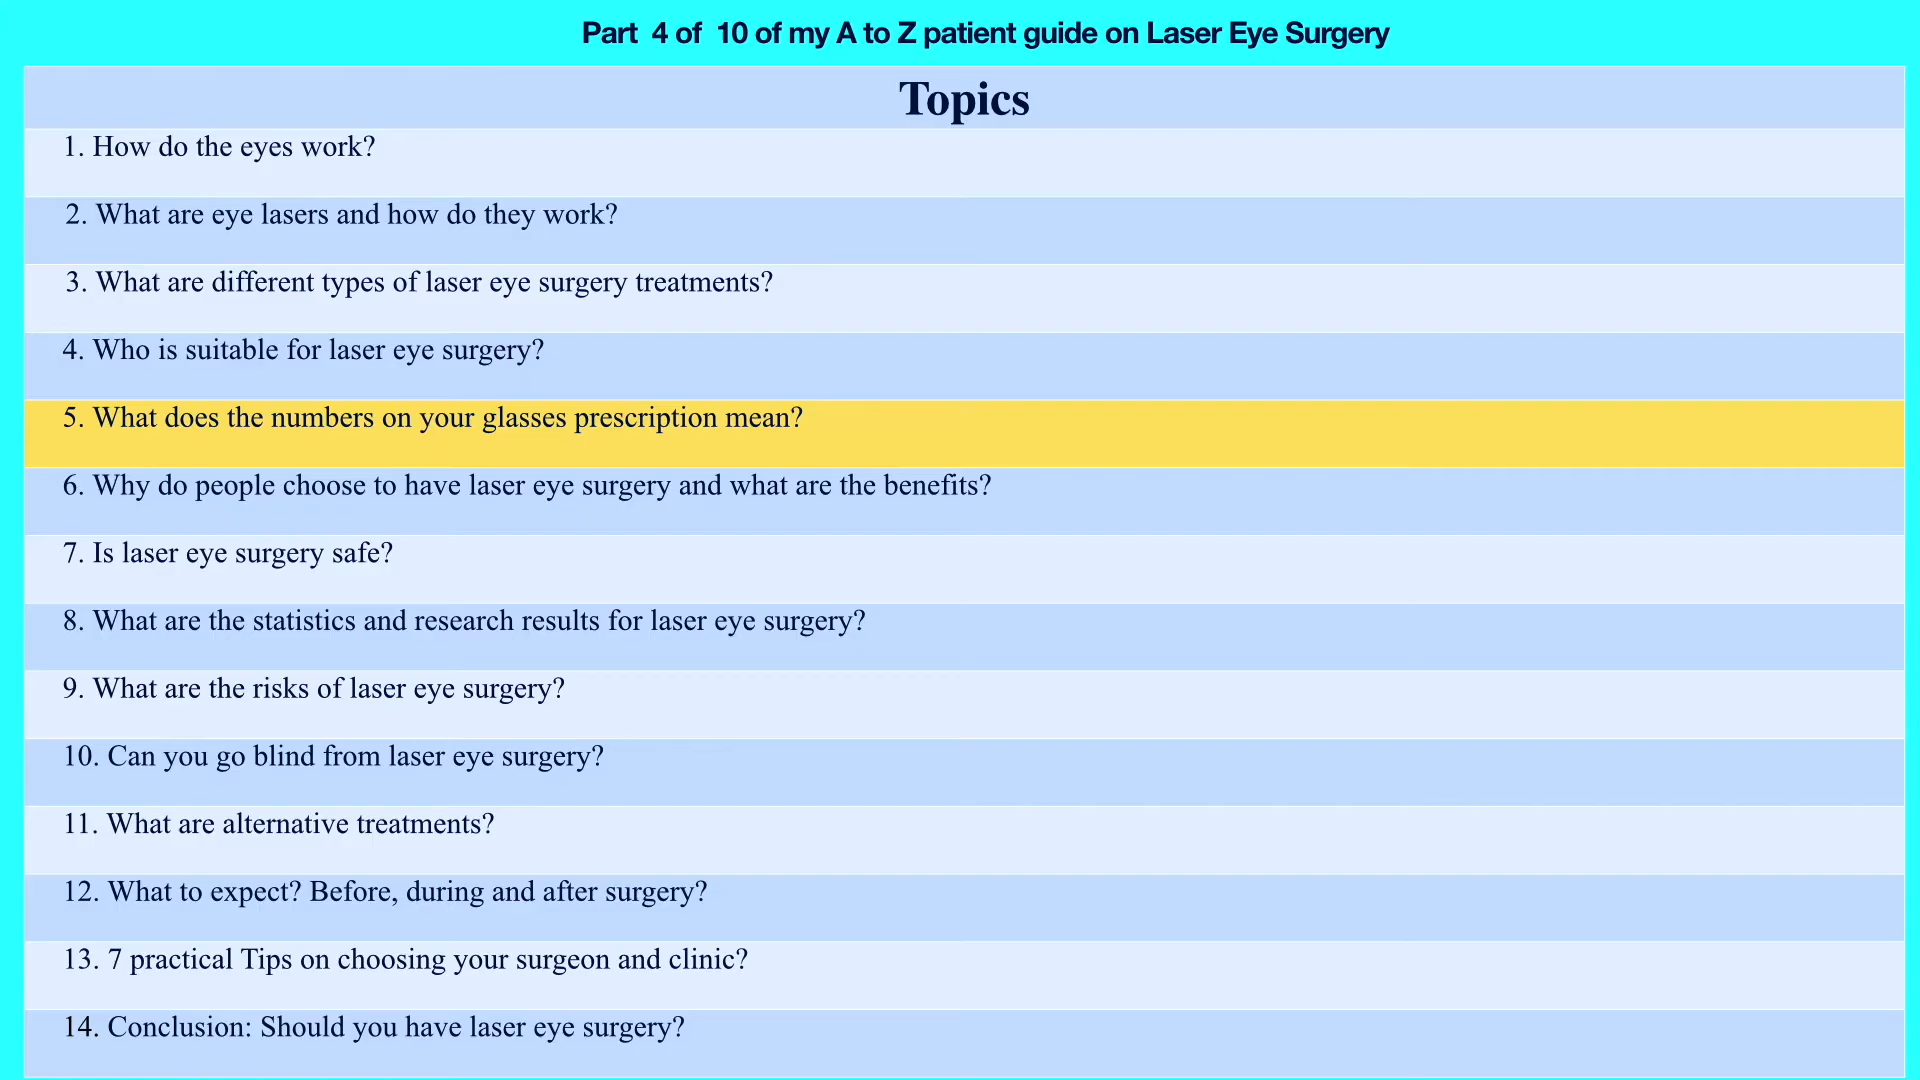 Part 4 of 10 of my A to Z patient guide on Laser Eye Surgery
Topics
1. How do the eyes work?
2. What are eye lasers and how do they work?
3. What are different types of laser eye surgery treatments?
4. Who is suitable for laser eye surgery?
5. What does the numbers on your glasses prescription mean?
6. Why do people choose to have laser eye surgery and what are the benefits?
7. Is laser eye surgery safe?
8. What are the statistics and research results for laser eye surgery?
9. What are the risks of laser eye surgery?
10. Can you go blind from laser eye surgery?
11. What are alternative treatments?
12. What to expect? Before, during and after surgery?
13. 7 practical Tips on choosing your surgeon and clinic?
14. Conclusion: Should you have laser eye surgery?